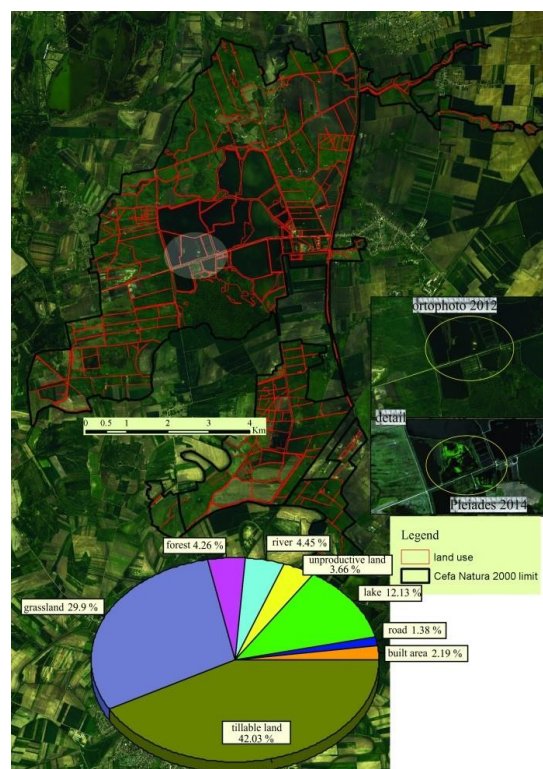 ortophoto 2012
detail
Pleiades 2014
0 0.5 1 2 3 4
Km
Legend
land use
Cefa Natura 2000 limit
forest 4.26 %
river 4.45 %
unproductive land
3.66 %
lake 12.13 %
road 1.38 %
built area 2.19 %
grassland 29.9 %
tillable land
42.03 %